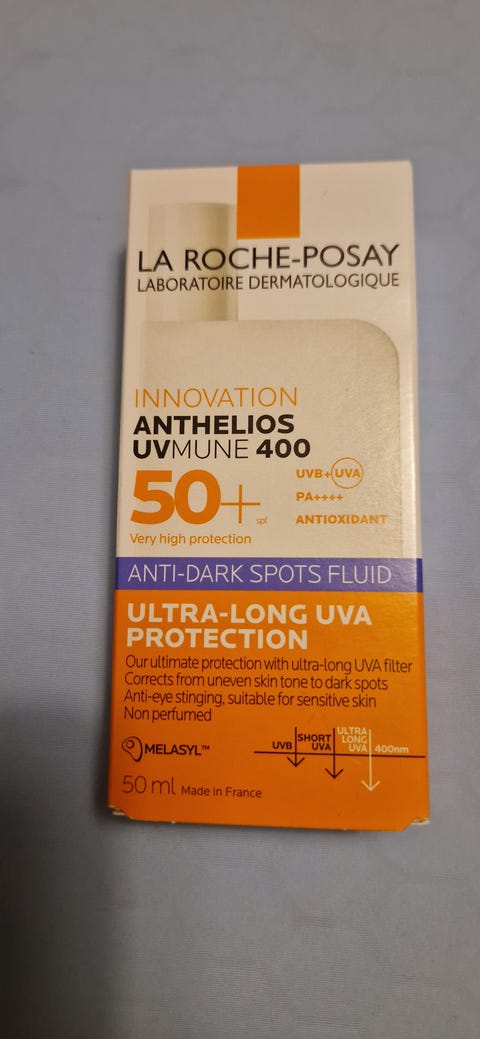 LA ROCHE-POSAY
LABORATOIRE DERMATOLOGIQUE
INNOVATION
ANTHELIOS
UVMUNE 400
50+ spf
Very high protection
UVB+UVA
PA++++
ANTIOXIDANT
ANTI-DARK SPOTS FLUID
ULTRA-LONG UVA
PROTECTION
Our ultimate protection with ultra-long UVA filter
Corrects from uneven skin tone to dark spots
Anti-eye stinging, suitable for sensitive skin
Non perfumed
MELASYL™
UVB
SHORT
UVA
ULTRA
LONG
UVA
400nm
50 ml Made in France